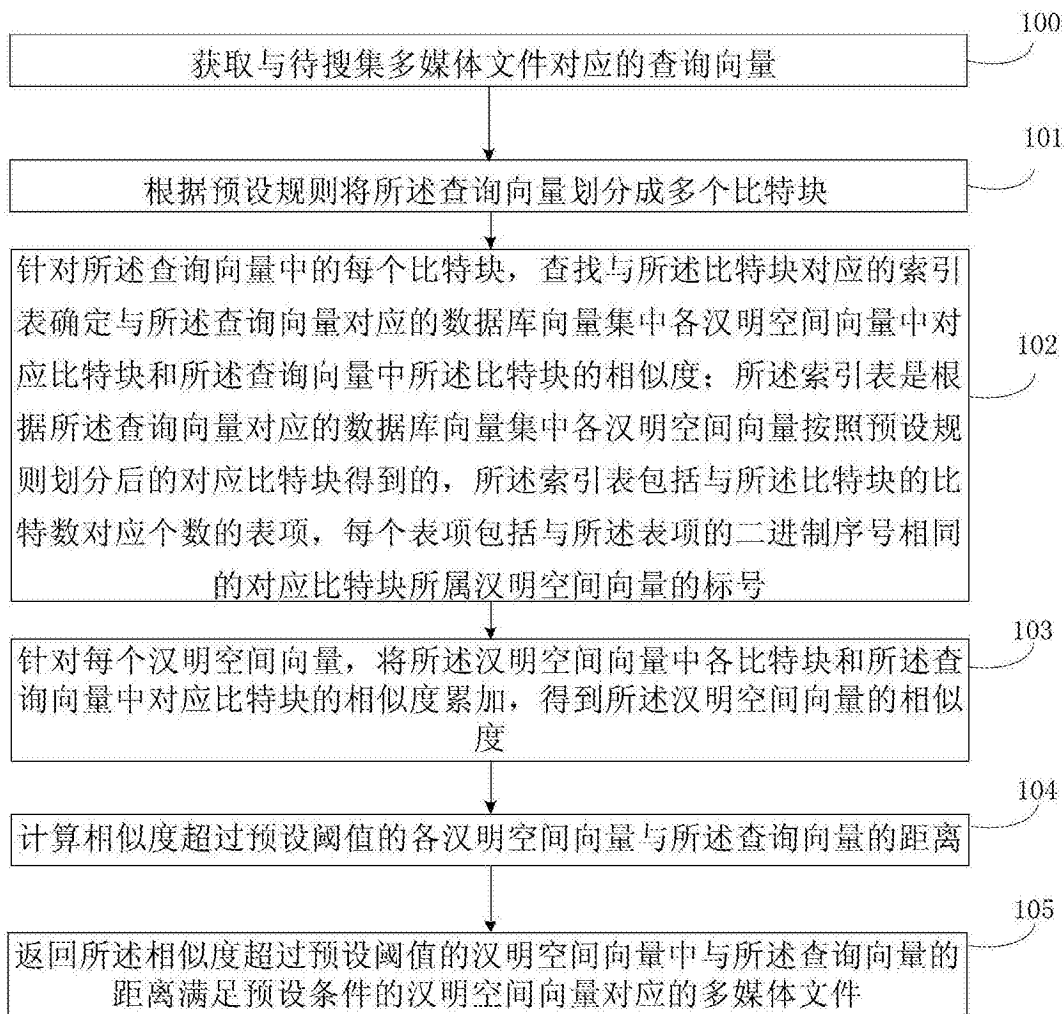 100
获取与待搜集多媒体文件对应的查询向量
101
根据预设规则将所述查询向量划分成多个比特块
针对所述查询向量中的每个比特块，查找与所述比特块对应的索引
表确定与所述查询向量对应的数据库向量集中各汉明空间向量中对
应比特块和所述查询向量中所述比特块的相似度；所述索引表是根
据所述查询向量对应的数据库向量集中各汉明空间向量按照预设规
则划分后的对应比特块得到的，所述索引表包括与所述比特块的比
特数对应个数的表项，每个表项包括与所述表项的二进制序号相同
的对应比特块所属汉明空间向量的标号
102
针对每个汉明空间向量，将所述汉明空间向量中各比特块和所述查
询向量中对应比特块的相似度累加，得到所述汉明空间向量的相似
度
103
计算相似度超过预设阈值的各汉明空间向量与所述查询向量的距离
104
返回所述相似度超过预设阈值的汉明空间向量中与所述查询向量的
距离满足预设条件的汉明空间向量对应的多媒体文件
105